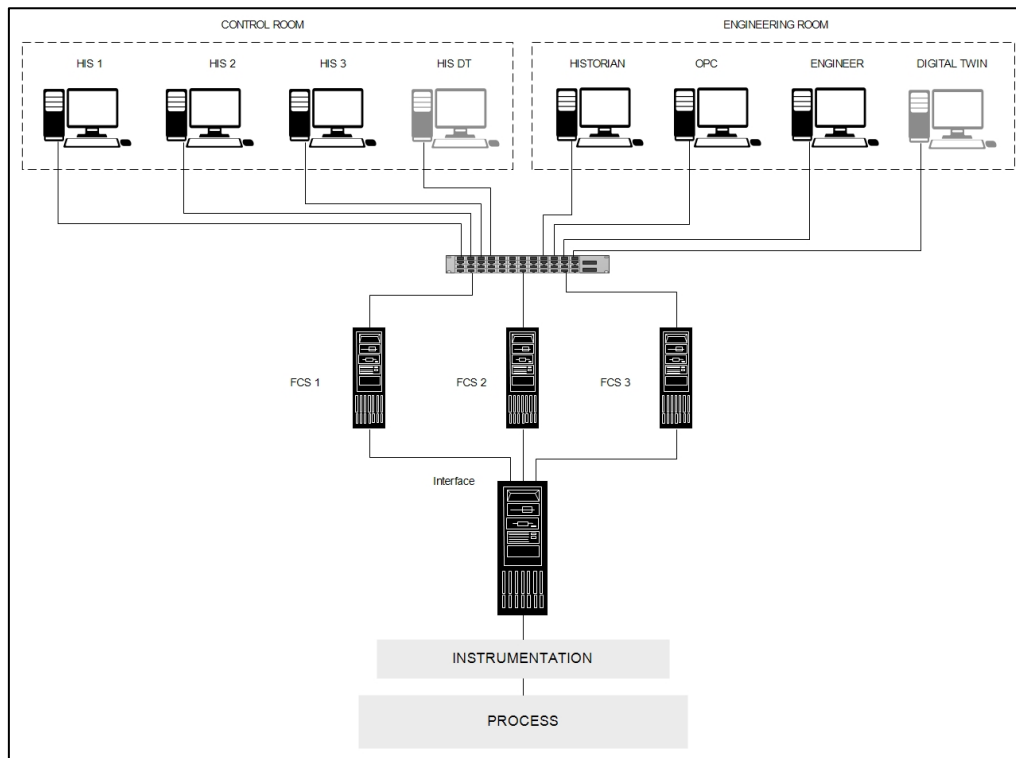 CONTROL ROOM
ENGINEERING ROOM
HIS 1
HIS 2
HIS 3
HIS DT
HISTORIAN
OPC
ENGINEER
DIGITAL TWIN
FCS 1
FCS 2
FCS 3
Interface
INSTRUMENTATION
PROCESS